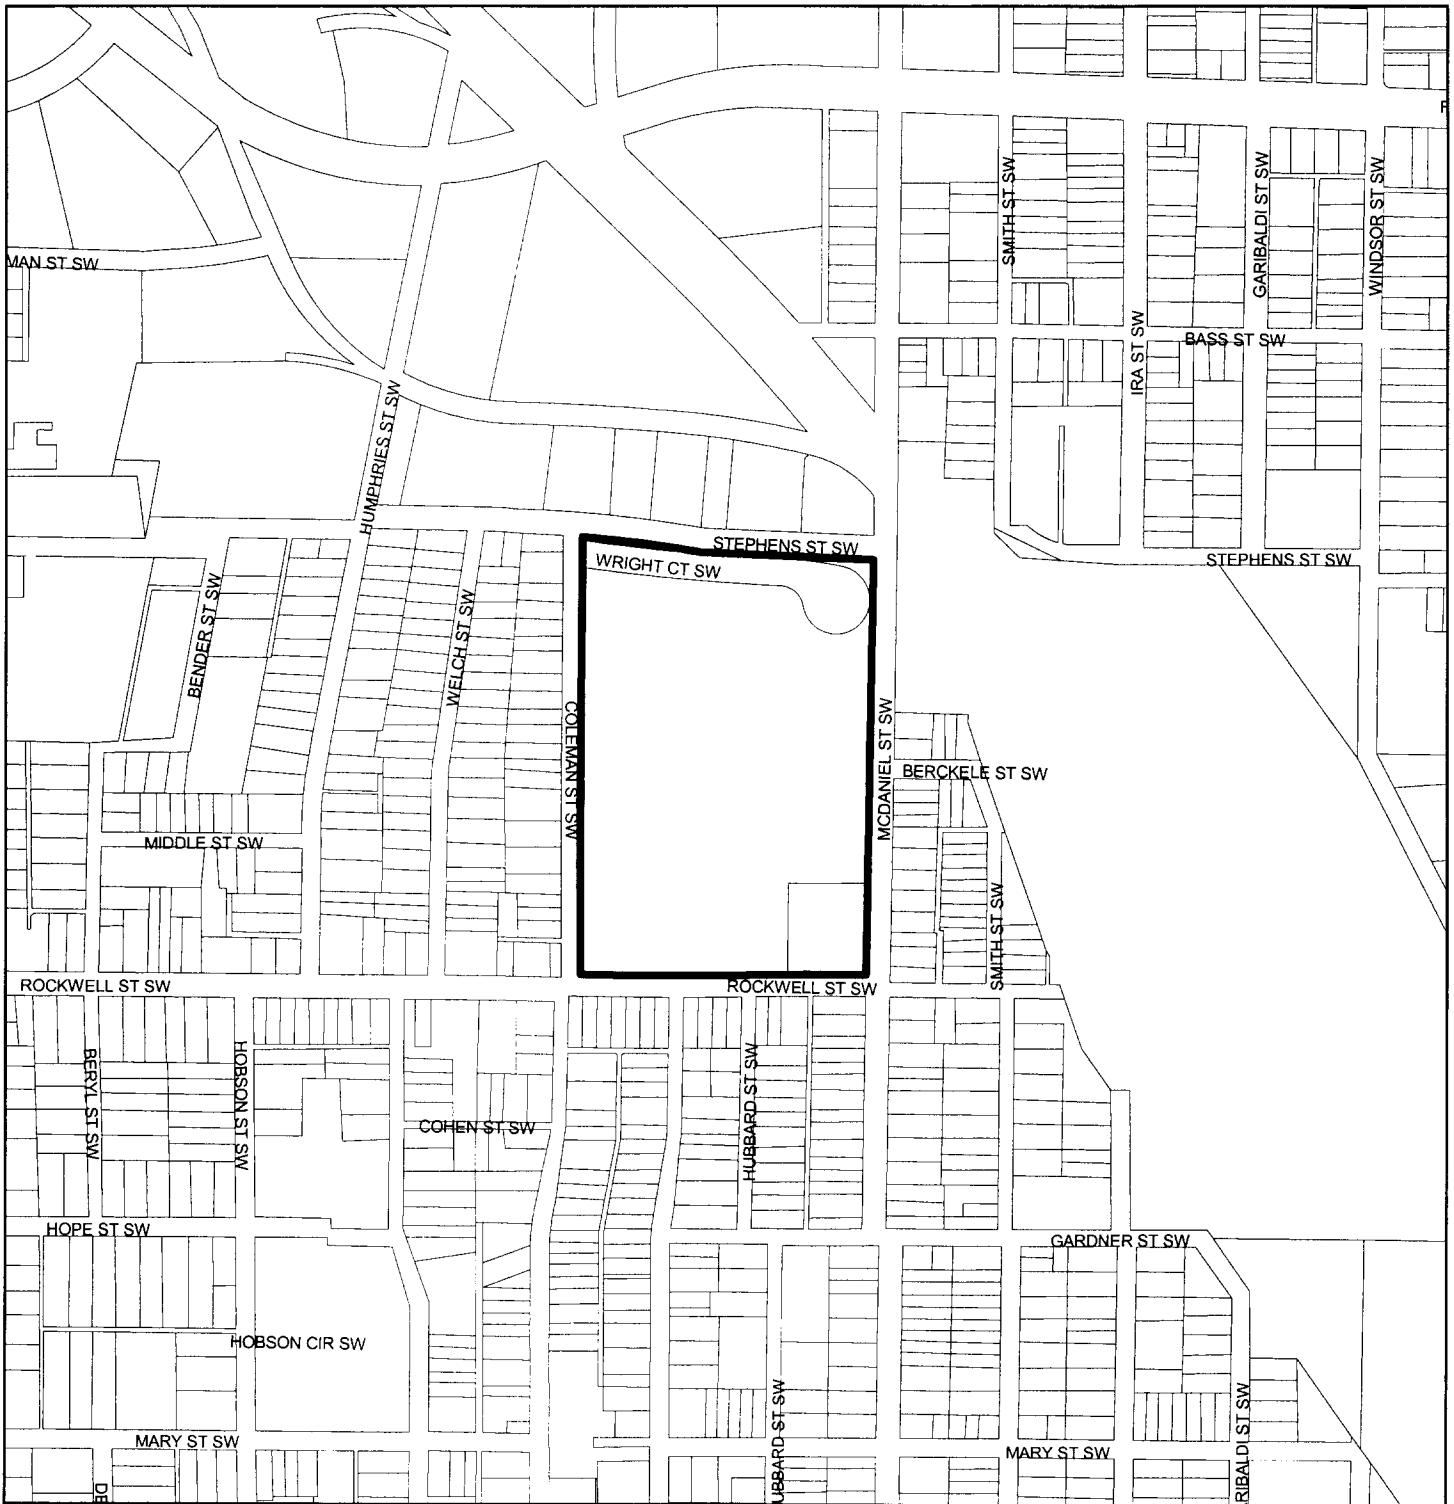 F
SMITH ST SW
GARIBALDI ST SW
WINDSOR ST SW
MAN ST SW
IRA ST SW
BASS ST SW
HUMPHRIES ST SW
STEPHENS ST SW
WRIGHT CT SW
STEPHENS ST SW
BENDER ST SW
WELCH ST SW
COLEMAN ST SW
MCDANIEL ST SW
BERCKELE ST SW
MIDDLE ST SW
SMITH ST SW
ROCKWELL ST SW
ROCKWELL ST SW
BERYL ST SW
HOBSON ST SW
HUBBARD ST SW
COHEN ST SW
HOPE ST SW
GARDNER ST SW
HOBSON CIR SW
UBBARD ST SW
RIBALDI ST SW
MARY ST SW
MARY ST SW
DE